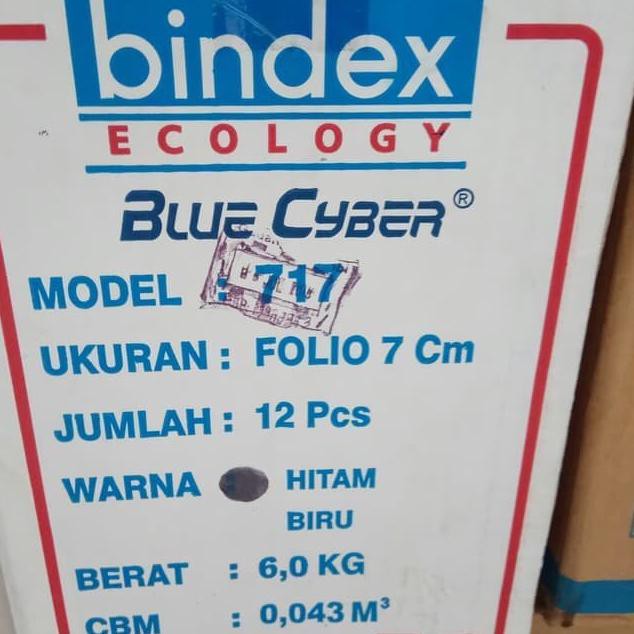 bindex
ECOLOGY
BLUE CYBER®
MODEL : 717
UKURAN : FOLIO 7 Cm
JUMLAH : 12 Pcs
WARNA : HITAM
BIRU
BERAT : 6,0 KG
CBM : 0,043 M³